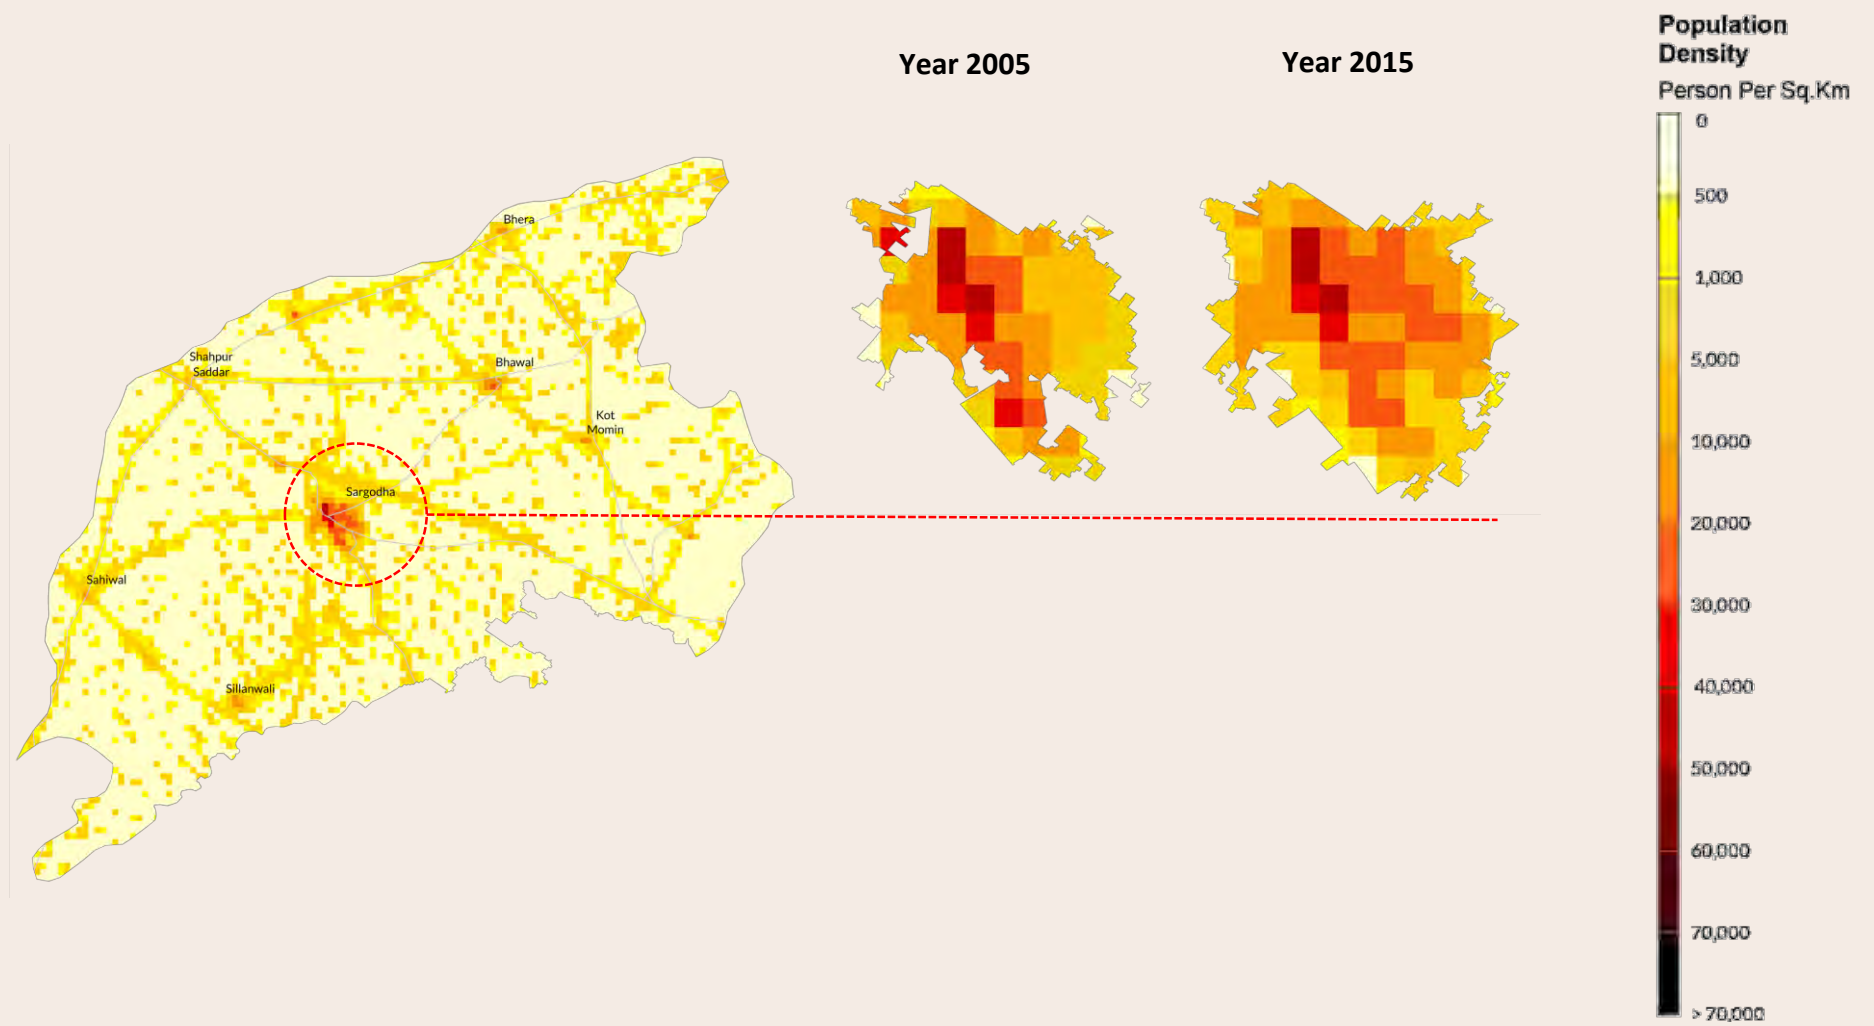 Year 2005
Year 2015
Population
Density
Person Per Sq.Km
0
500
1,000
5,000
10,000
20,000
30,000
40,000
50,000
60,000
70,000
> 70,000
Bhera
Shahpur
Saddar
Bhawal
Kot
Momin
Sargodha
Sahiwal
Sillanwali